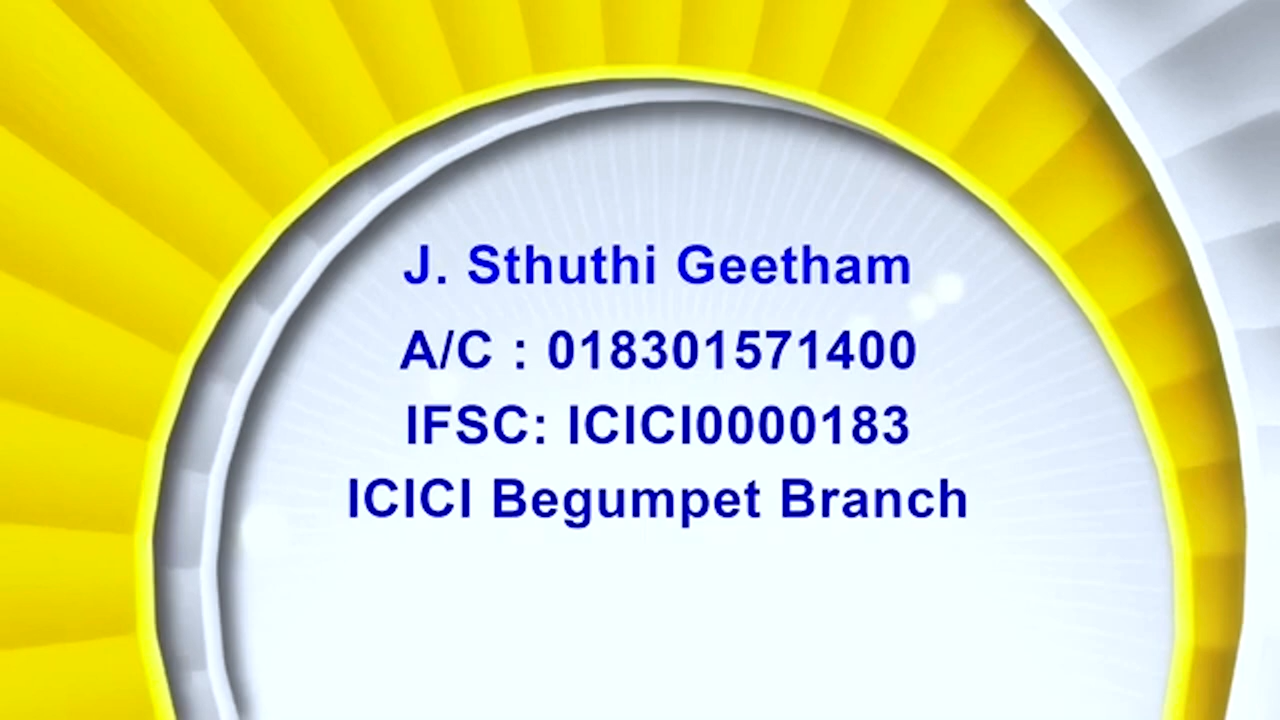 J. Sthuthi Geetham
A/C : 018301571400
IFSC: ICICI0000183
ICICI Begumpet Branch